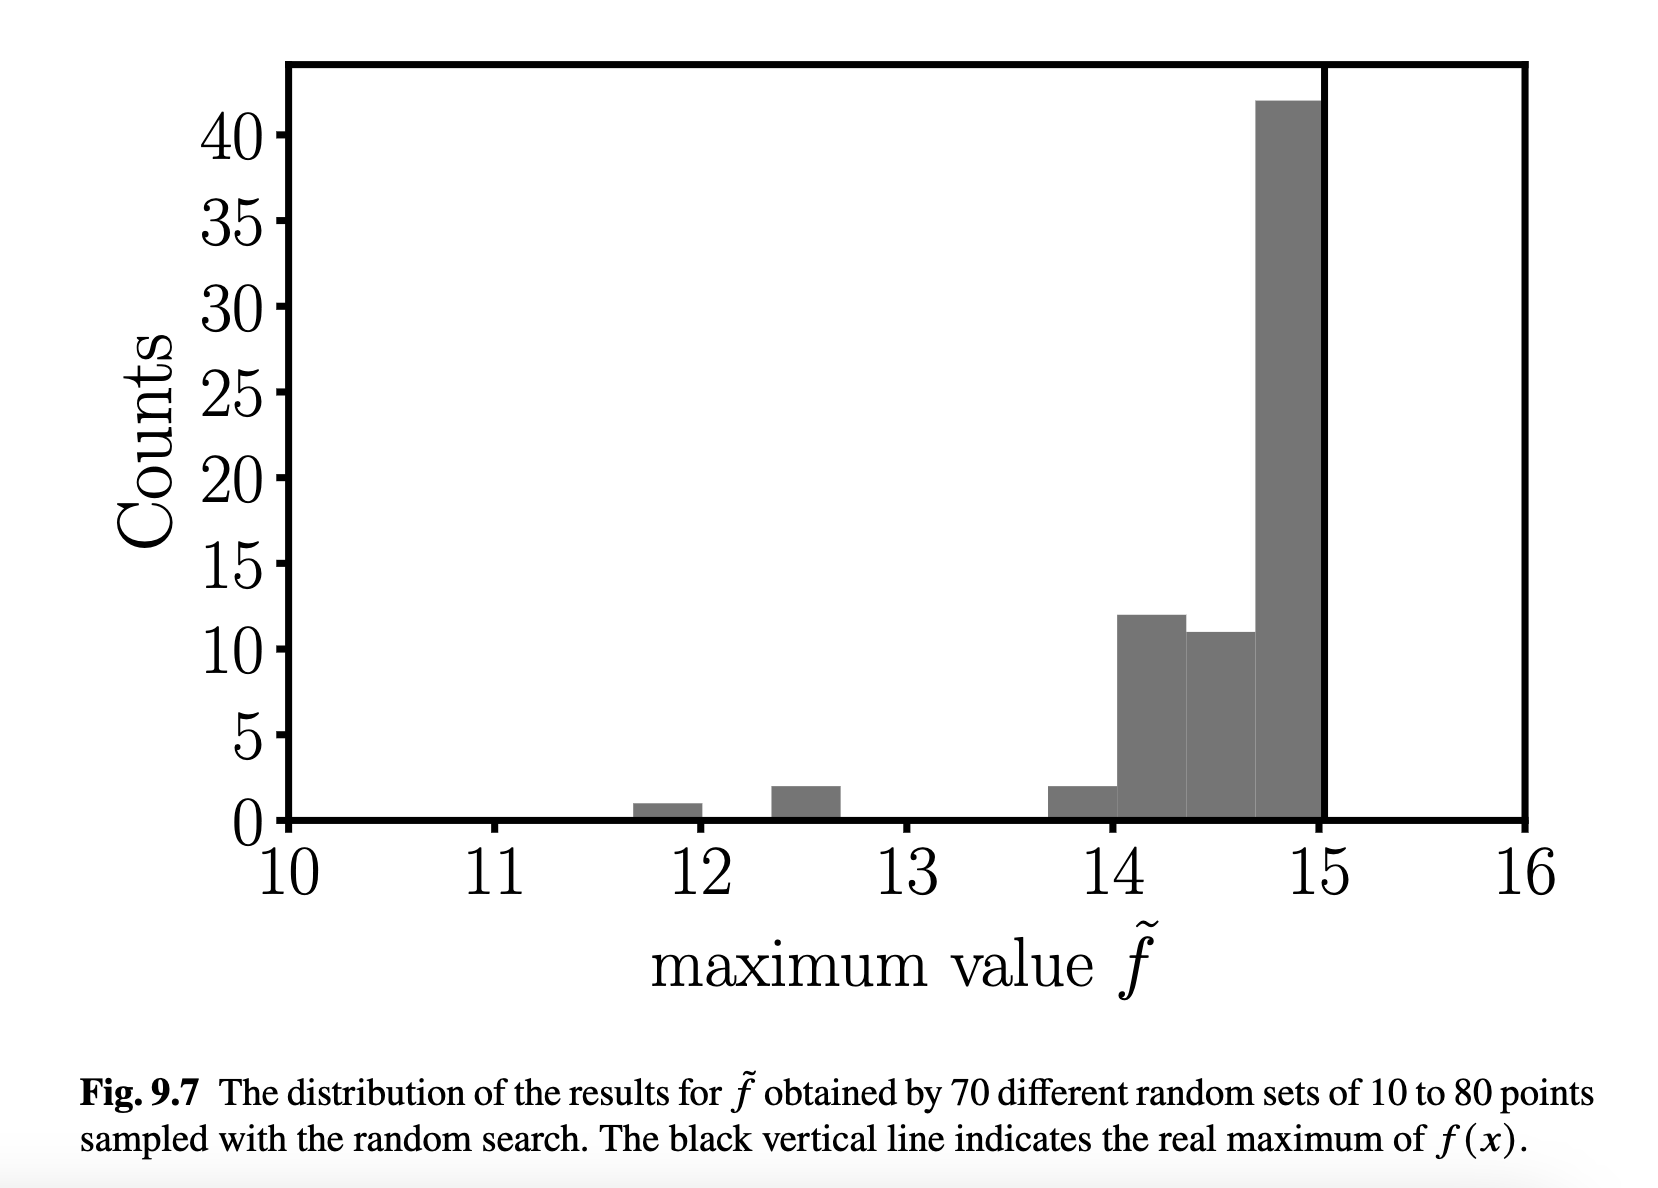 40
35
30
25
20
15
10
5
0
Counts
10 11 12 13 14 15 16
maximum value f̃
Fig. 9.7 The distribution of the results for f̃ obtained by 70 different random sets of 10 to 80 points
sampled with the random search. The black vertical line indicates the real maximum of f(x).